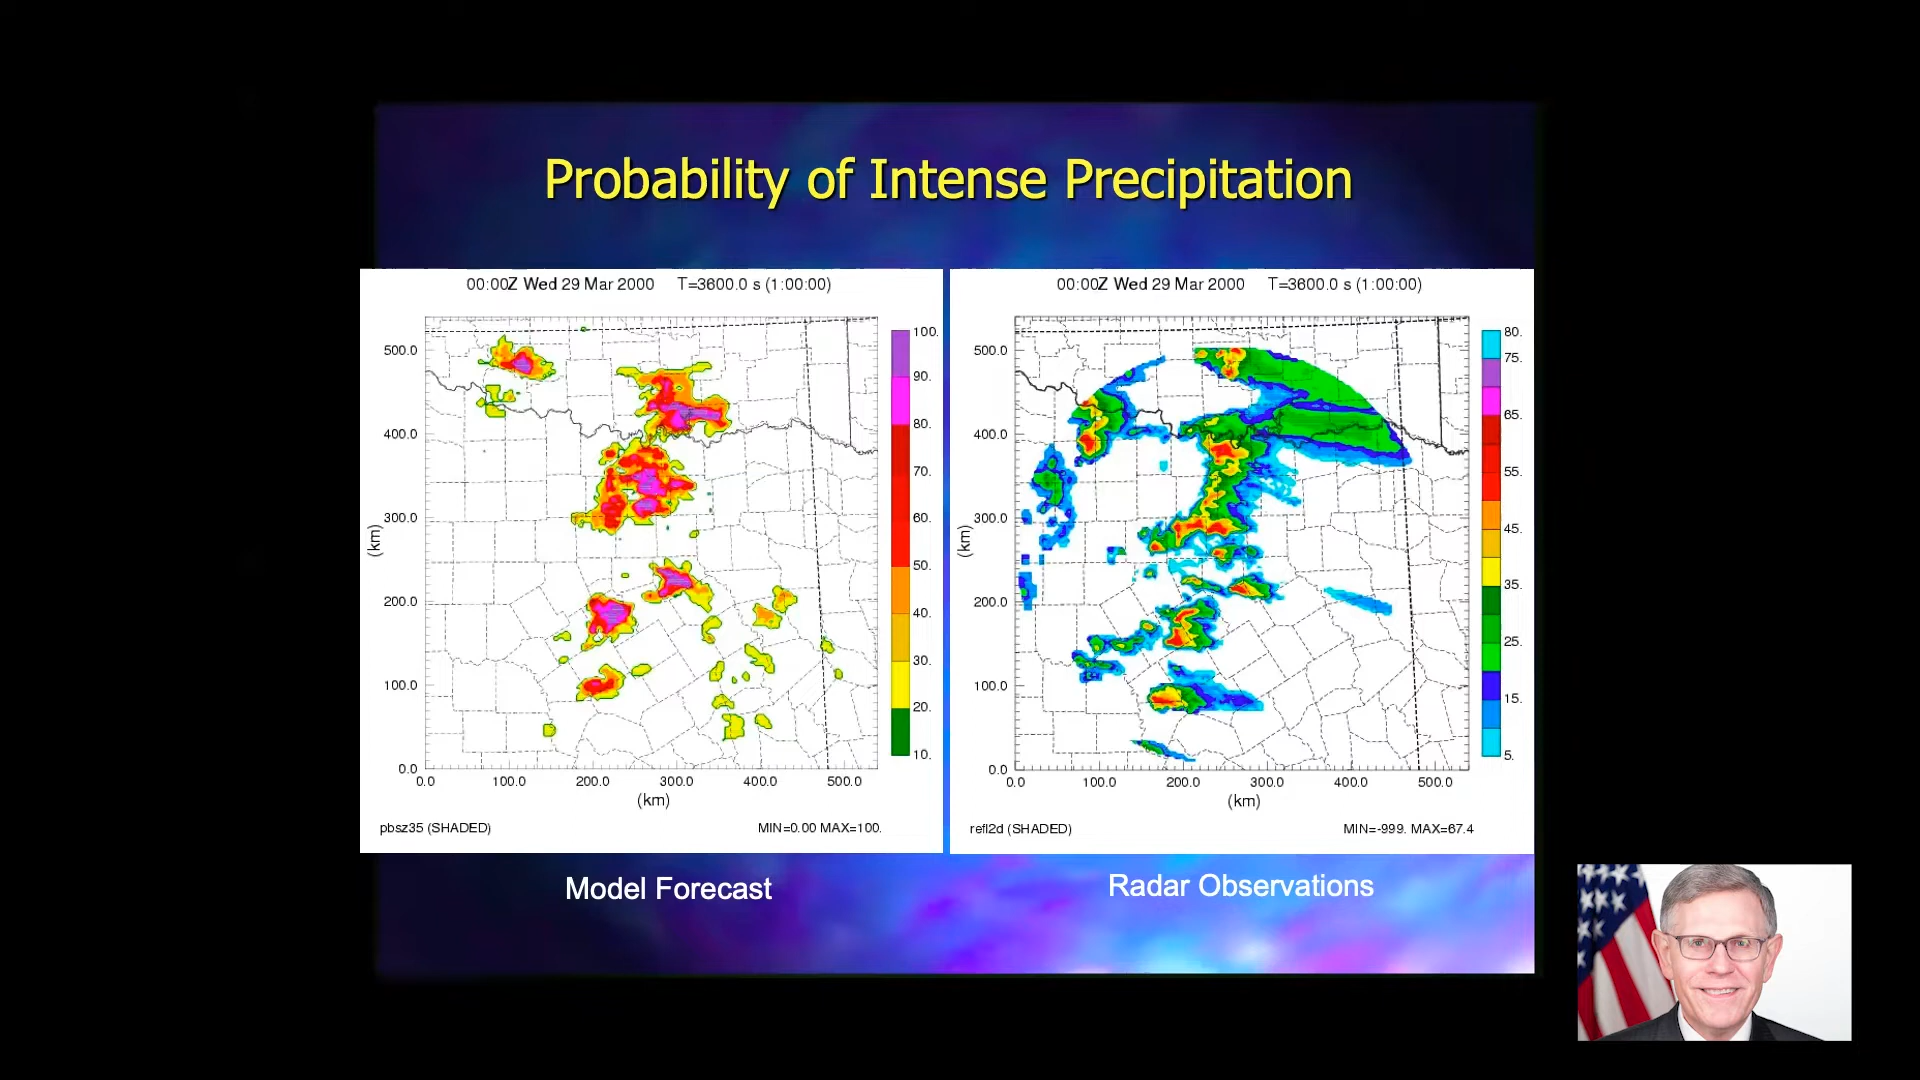 Probability of Intense Precipitation
00:00Z Wed 29 Mar 2000 T=3600.0 s (1:00:00)
500.0
400.0
300.0
200.0
100.0
0.0
(km)
0.0 100.0 200.0 300.0 400.0 500.0
(km)
100.
90.
80.
70.
60.
50.
40.
30.
20.
10.
pbsz35 (SHADED) MIN=0.00 MAX=100.
Model Forecast
00:00Z Wed 29 Mar 2000 T=3600.0 s (1:00:00)
500.0
400.0
300.0
200.0
100.0
0.0
(km)
0.0 100.0 200.0 300.0 400.0 500.0
(km)
80.
75.
65.
55.
45.
35.
25.
15.
5.
refl2d (SHADED) MIN=-999. MAX=67.4
Radar Observations